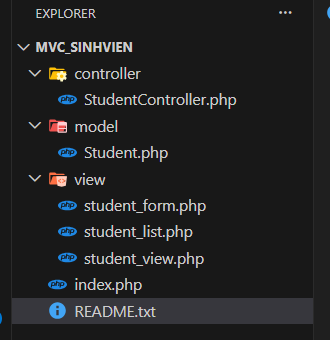 EXPLORER
MVC_SINHVIEN
controller
php StudentController.php
model
php Student.php
view
php student_form.php
php student_list.php
php student_view.php
php index.php
README.txt